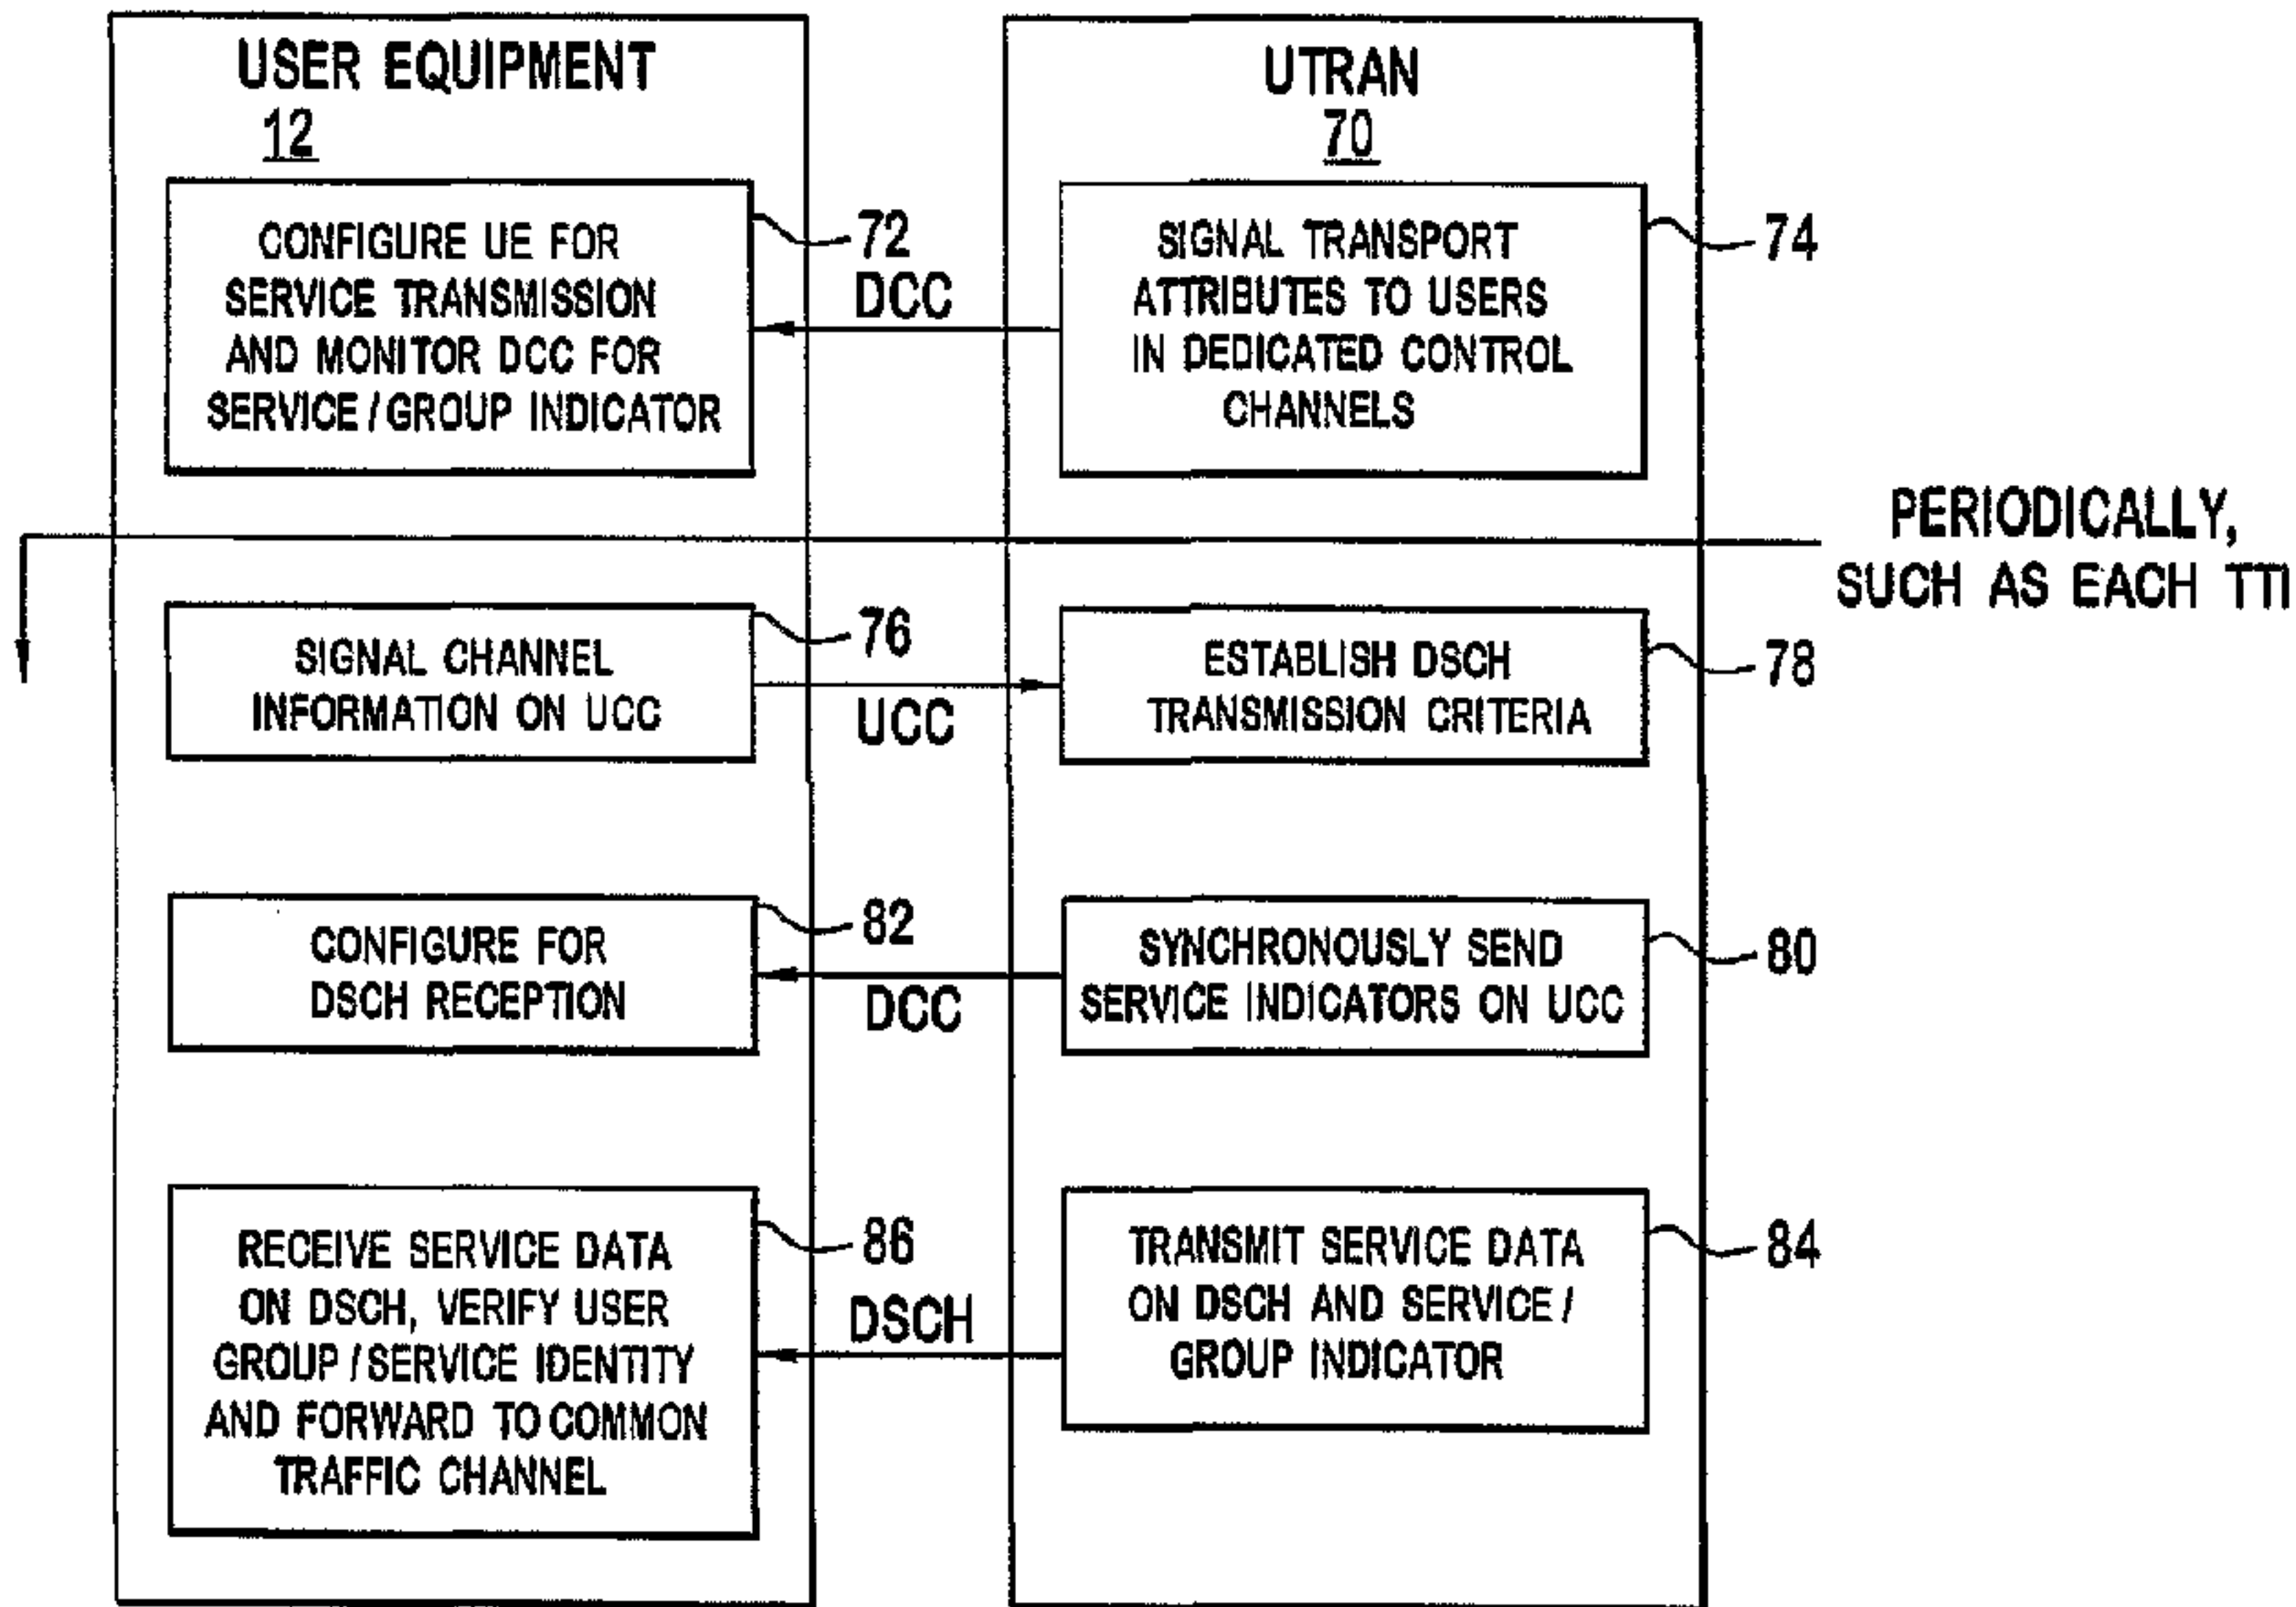 USER EQUIPMENT
12
CONFIGURE UE FOR
SERVICE TRANSMISSION
AND MONITOR DCC FOR
SERVICE/GROUP INDICATOR
72
DCC
UTRAN
70
SIGNAL TRANSPORT
ATTRIBUTES TO USERS
IN DEDICATED CONTROL
CHANNELS
74
PERIODICALLY,
SUCH AS EACH TTI
SIGNAL CHANNEL
INFORMATION ON UCC
76
UCC
ESTABLISH DSCH
TRANSMISSION CRITERIA
78
CONFIGURE FOR
DSCH RECEPTION
82
DCC
SYNCHRONOUSLY SEND
SERVICE INDICATORS ON UCC
80
RECEIVE SERVICE DATA
ON DSCH, VERIFY USER
GROUP/SERVICE IDENTITY
AND FORWARD TO COMMON
TRAFFIC CHANNEL
86
DSCH
TRANSMIT SERVICE DATA
ON DSCH AND SERVICE/
GROUP INDICATOR
84